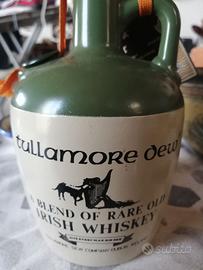 tullamore dew
A BLEND OF RARE OLD
IRISH WHISKEY
subito